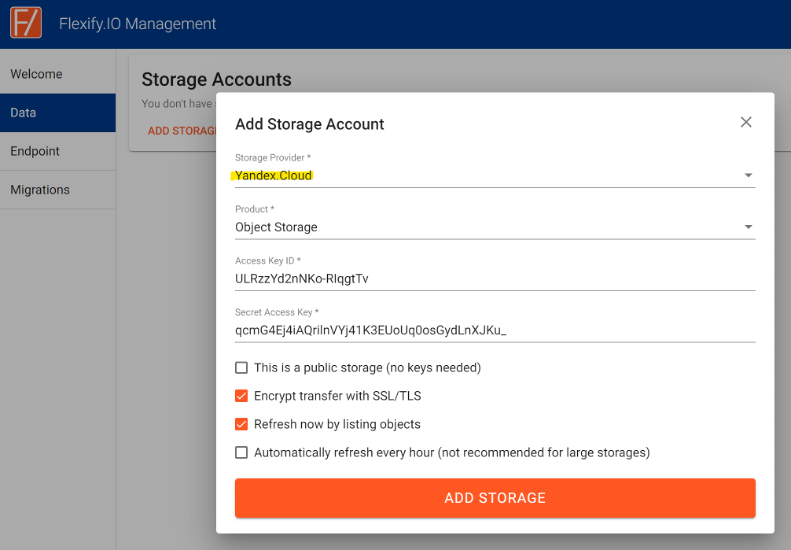 F/ Flexify.IO Management
Welcome
Data
Endpoint
Migrations
Storage Accounts
You don't have
ADD STORAG
Add Storage Account
Storage Provider *
Yandex.Cloud
Product *
Object Storage
Access Key ID *
ULRzzYd2nNKo-RIqgtTv
Secret Access Key *
qcmG4Ej4iAQrilnVYj41K3EUoUq0osGydLnXJKu_
This is a public storage (no keys needed)
Encrypt transfer with SSL/TLS
Refresh now by listing objects
Automatically refresh every hour (not recommended for large storages)
ADD STORAGE